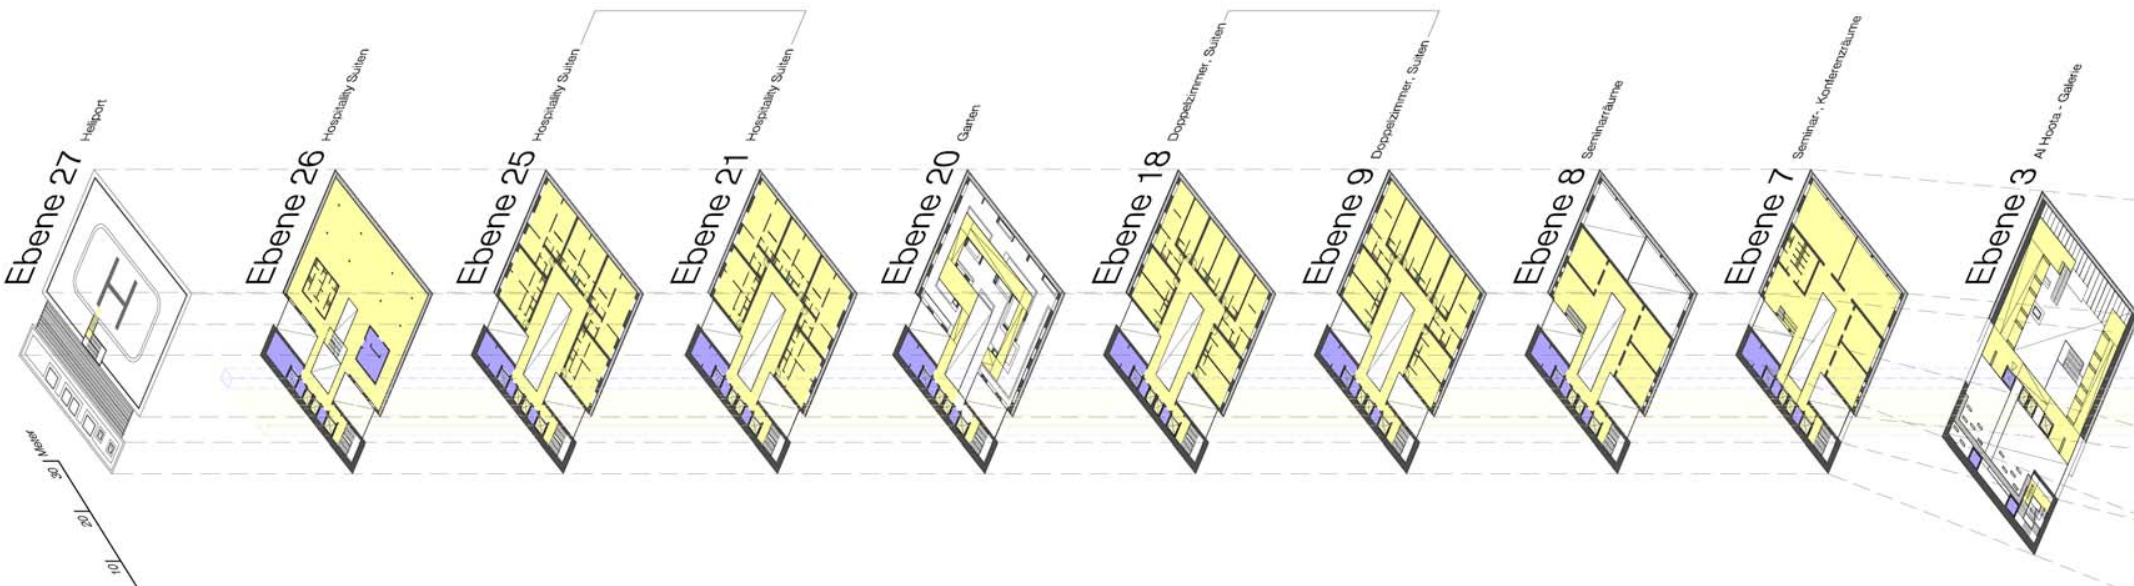 Ebene 27
Heliport
Ebene 26
Hospitality Suiten
Ebene 25
Hospitality Suiten
Ebene 21
Hospitality Suiten
Ebene 20
Garten
Ebene 18
Doppelzimmer, Suiten
Ebene 9
Doppelzimmer, Suiten
Ebene 8
Seminarräume
Ebene 7
Seminar-, Konferenzräume
Ebene 3
Al Hoota - Galerie
30 Meter
20
10
H